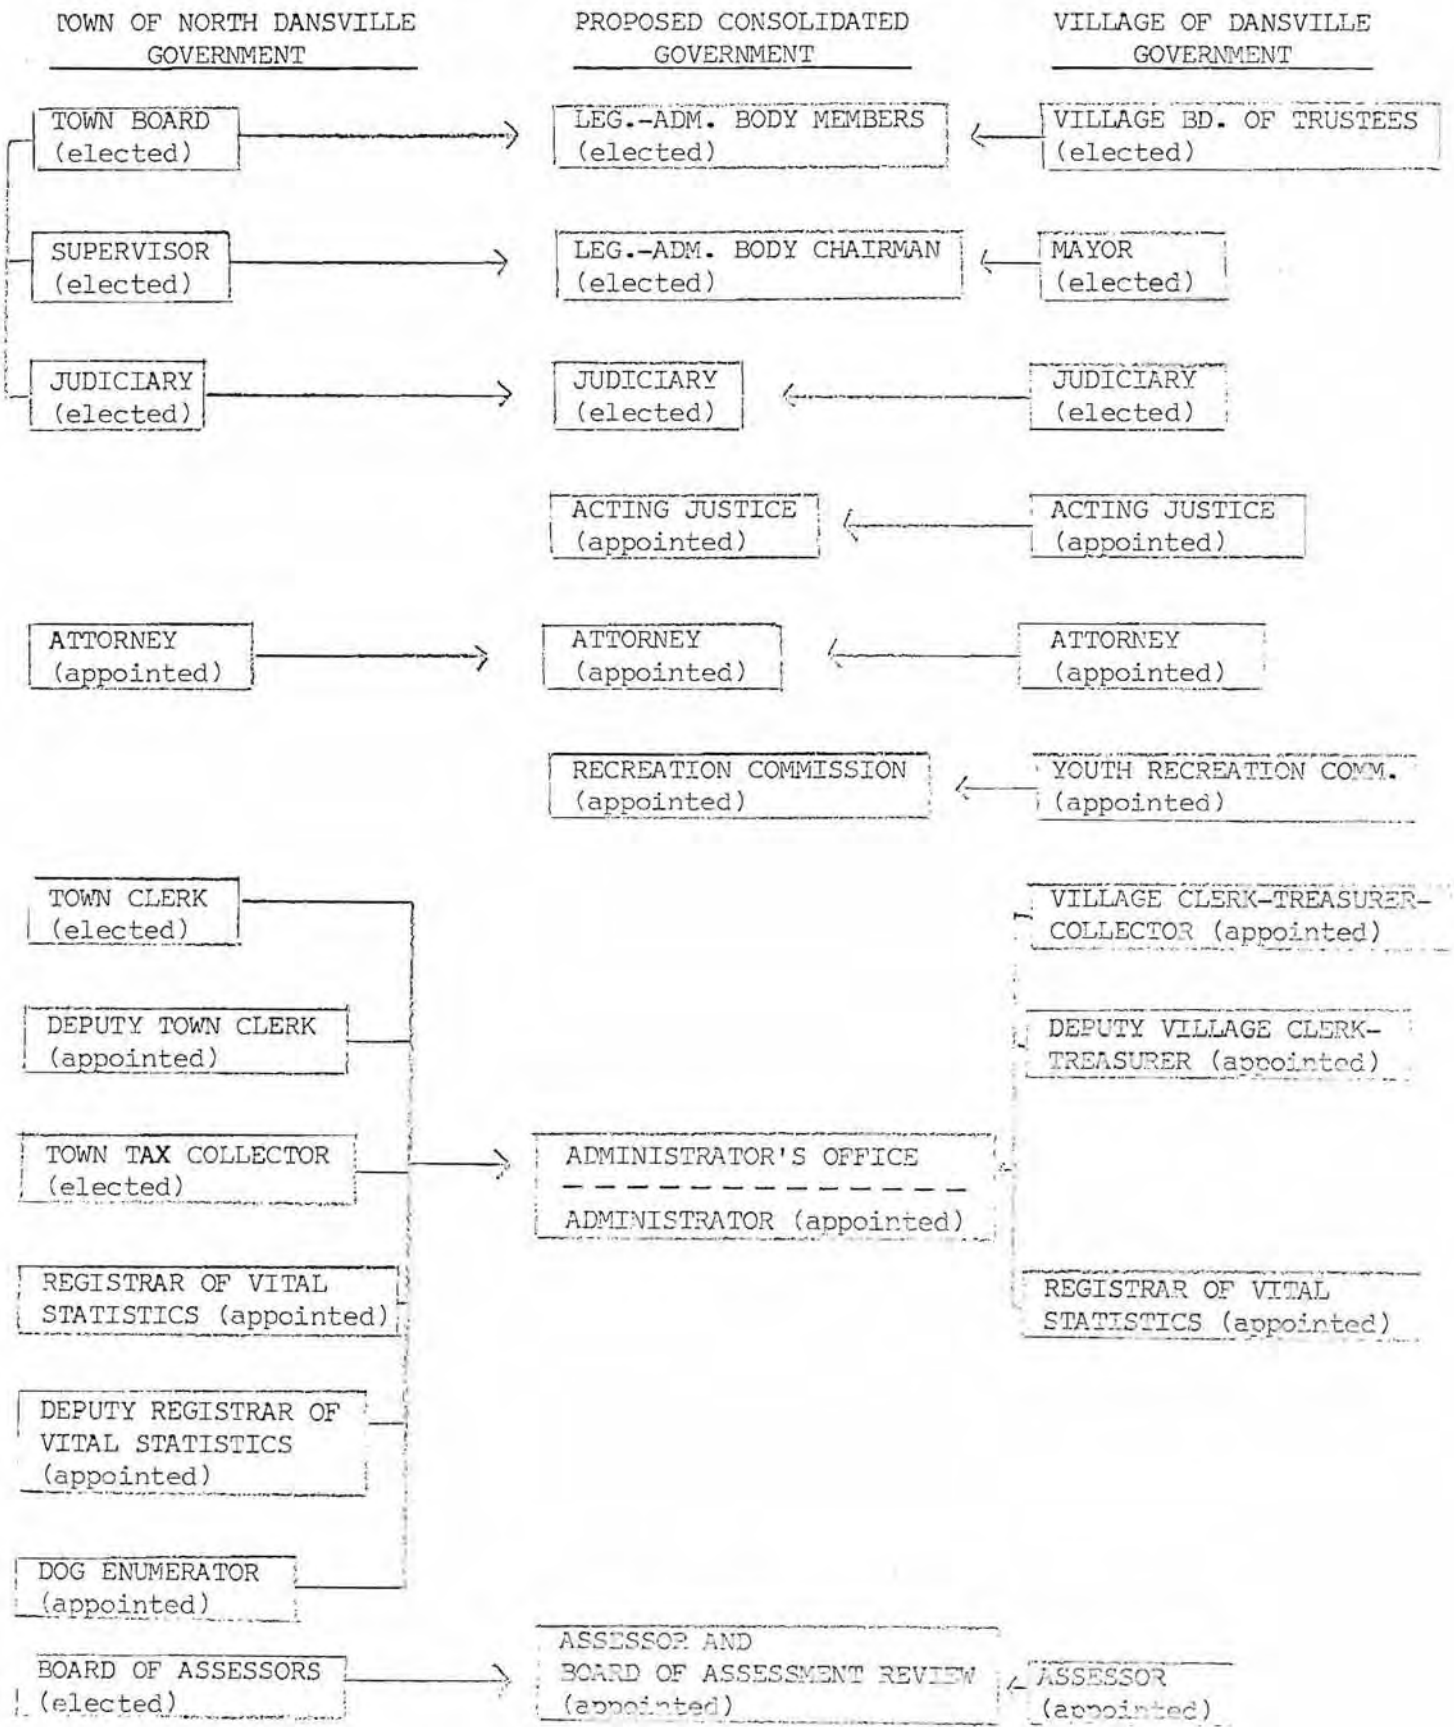 TOWN OF NORTH DANSVILLE
GOVERNMENT
PROPOSED CONSOLIDATED
GOVERNMENT
VILLAGE OF DANSVILLE
GOVERNMENT
TOWN BOARD
(elected)
LEG.-ADM. BODY MEMBERS
(elected)
VILLAGE BD. OF TRUSTEES
(elected)
SUPERVISOR
(elected)
LEG.-ADM. BODY CHAIRMAN
(elected)
MAYOR
(elected)
JUDICIARY
(elected)
JUDICIARY
(elected)
JUDICIARY
(elected)
ACTING JUSTICE
(appointed)
ACTING JUSTICE
(appointed)
ATTORNEY
(appointed)
ATTORNEY
(appointed)
ATTORNEY
(appointed)
RECREATION COMMISSION
(appointed)
YOUTH RECREATION COMM.
(appointed)
TOWN CLERK
(elected)
VILLAGE CLERK-TREASURER-
COLLECTOR (appointed)
DEPUTY TOWN CLERK
(appointed)
DEPUTY VILLAGE CLERK-
TREASURER (appointed)
TOWN TAX COLLECTOR
(elected)
ADMINISTRATOR'S OFFICE
ADMINISTRATOR (appointed)
REGISTRAR OF VITAL
STATISTICS (appointed)
REGISTRAR OF VITAL
STATISTICS (appointed)
DEPUTY REGISTRAR OF
VITAL STATISTICS
(appointed)
DOG ENUMERATOR
(appointed)
BOARD OF ASSESSORS
(elected)
ASSESSOR AND
BOARD OF ASSESSMENT REVIEW
(appointed)
ASSESSOR
(appointed)